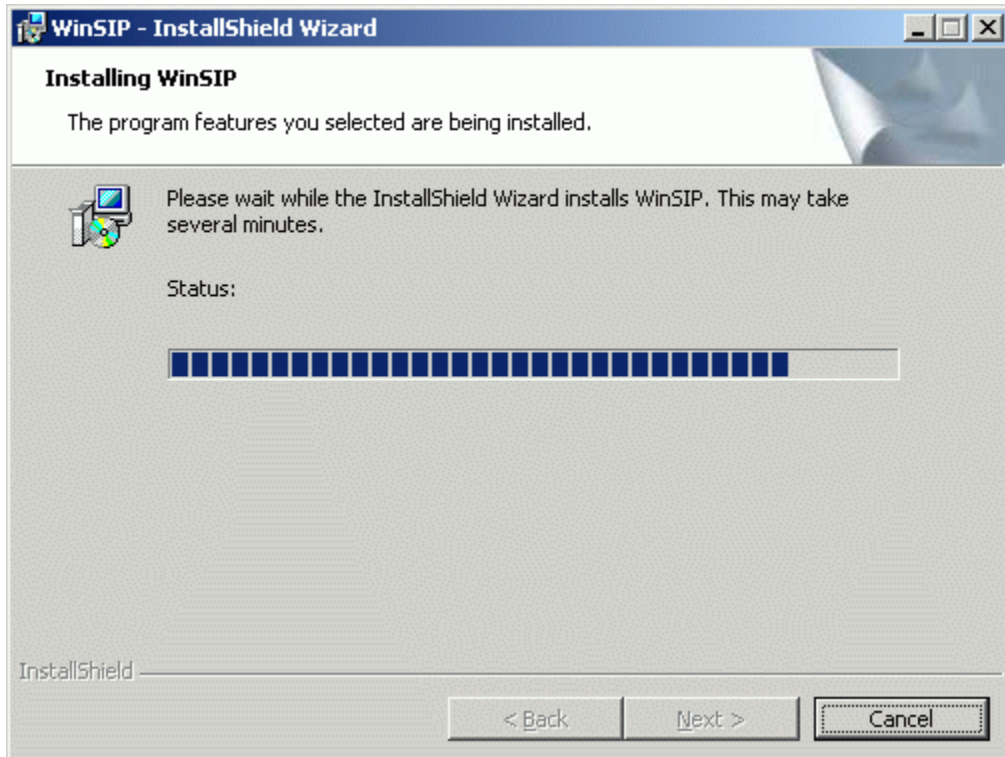 WinSIP - InstallShield Wizard
Installing WinSIP
The program features you selected are being installed.
Please wait while the InstallShield Wizard installs WinSIP. This may take
several minutes.
Status:
InstallShield
< Back
Next >
Cancel